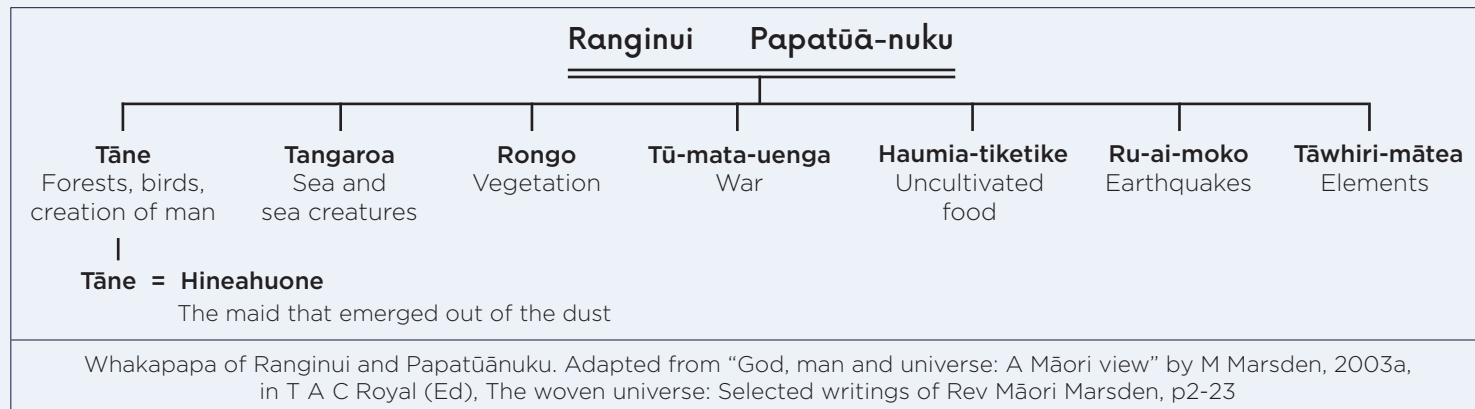 Ranginui Papatūā-nuku
Tāne
Forests, birds,
creation of man
Tangaroa
Sea and
sea creatures
Rongo
Vegetation
Tū-mata-uenga
War
Haumia-tiketike
Uncultivated
food
Ru-ai-moko
Earthquakes
Tāwhiri-mātea
Elements
Tāne = Hineahuone
The maid that emerged out of the dust
Whakapapa of Ranginui and Papatūānuku. Adapted from “God, man and universe: A Māori view” by M Marsden, 2003a,
in T A C Royal (Ed), The woven universe: Selected writings of Rev Māori Marsden, p2-23